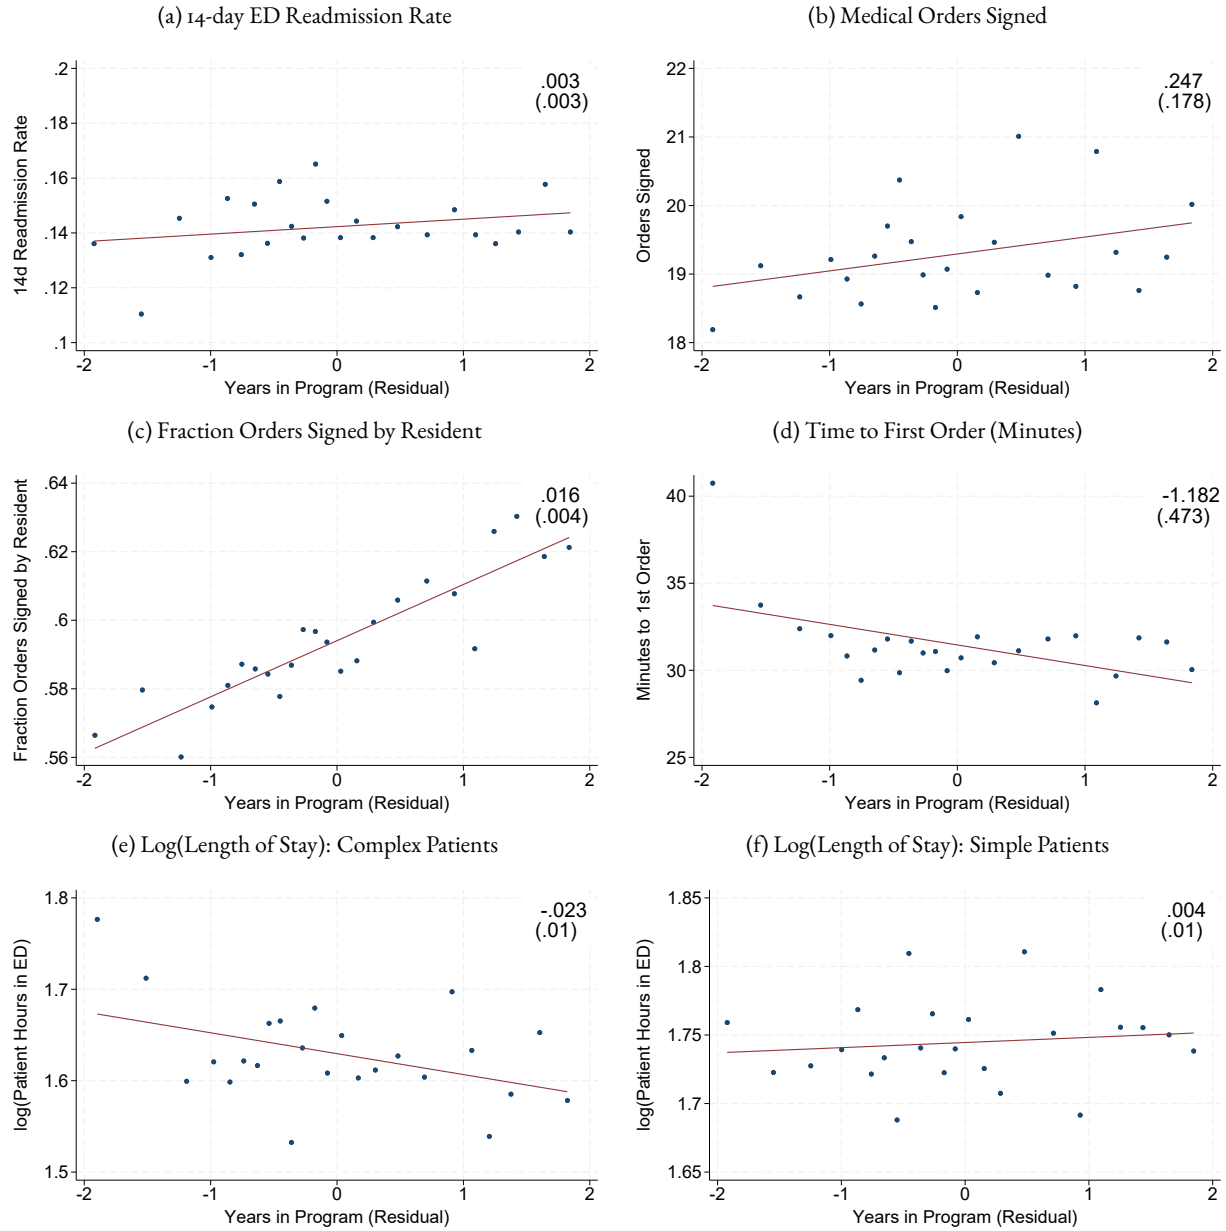 (a) 14-day ED Readmission Rate
.2
.18
.16
.14
.12
.1
14d Readmission Rate
.003
(.003)
-2 -1 0 1 2
Years in Program (Residual)
(b) Medical Orders Signed
22
21
20
19
18
Orders Signed
.247
(.178)
-2 -1 0 1 2
Years in Program (Residual)
(c) Fraction Orders Signed by Resident
.64
.62
.6
.58
.56
Fraction Orders Signed by Resident
.016
(.004)
-2 -1 0 1 2
Years in Program (Residual)
(d) Time to First Order (Minutes)
40
35
30
25
Minutes to 1st Order
-1.182
(.473)
-2 -1 0 1 2
Years in Program (Residual)
(e) Log(Length of Stay): Complex Patients
1.8
1.7
1.6
1.5
log(Patient Hours in ED)
-.023
(.01)
-2 -1 0 1 2
Years in Program (Residual)
(f) Log(Length of Stay): Simple Patients
1.85
1.8
1.75
1.7
1.65
log(Patient Hours in ED)
.004
(.01)
-2 -1 0 1 2
Years in Program (Residual)